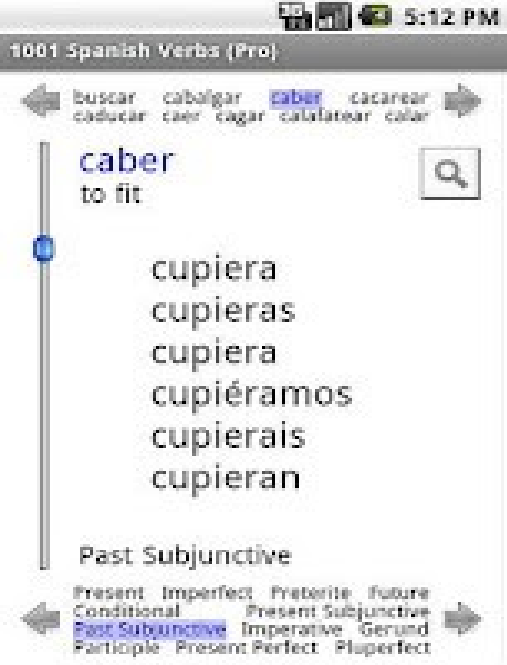 5:12 PM
1001 Spanish Verbs (Pro)
buscar cabalgar caber cacarear
caducar caer cagar calafatear calar
caber
to fit
cupiera
cupieras
cupiera
cupiéramos
cupierais
cupieran
Past Subjunctive
Present Imperfect Preterite Future
Conditional Present Subjunctive
Past Subjunctive Imperative Gerund
Participle Present Perfect Pluperfect